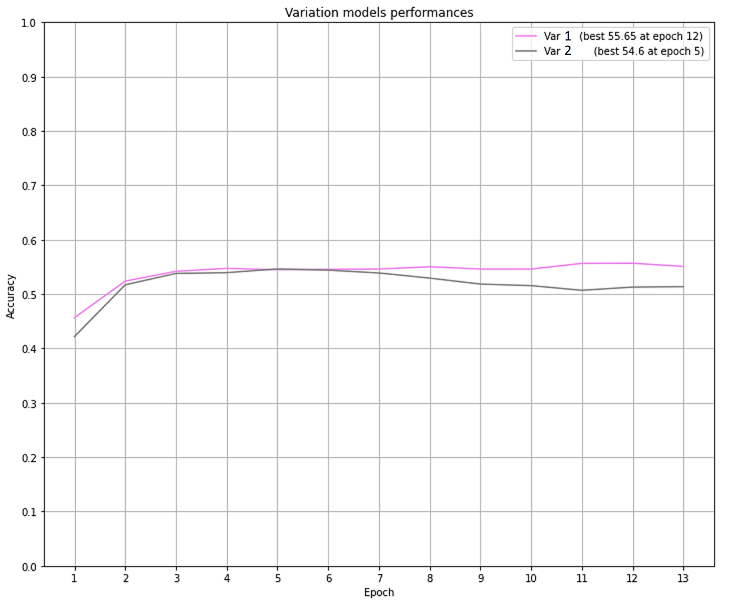 Variation models performances
Var 1 (best 55.65 at epoch 12)
Var 2 (best 54.6 at epoch 5)
1.0
0.9
0.8
0.7
0.6
0.5
0.4
0.3
0.2
0.1
0.0
Accuracy
1 2 3 4 5 6 7 8 9 10 11 12 13
Epoch